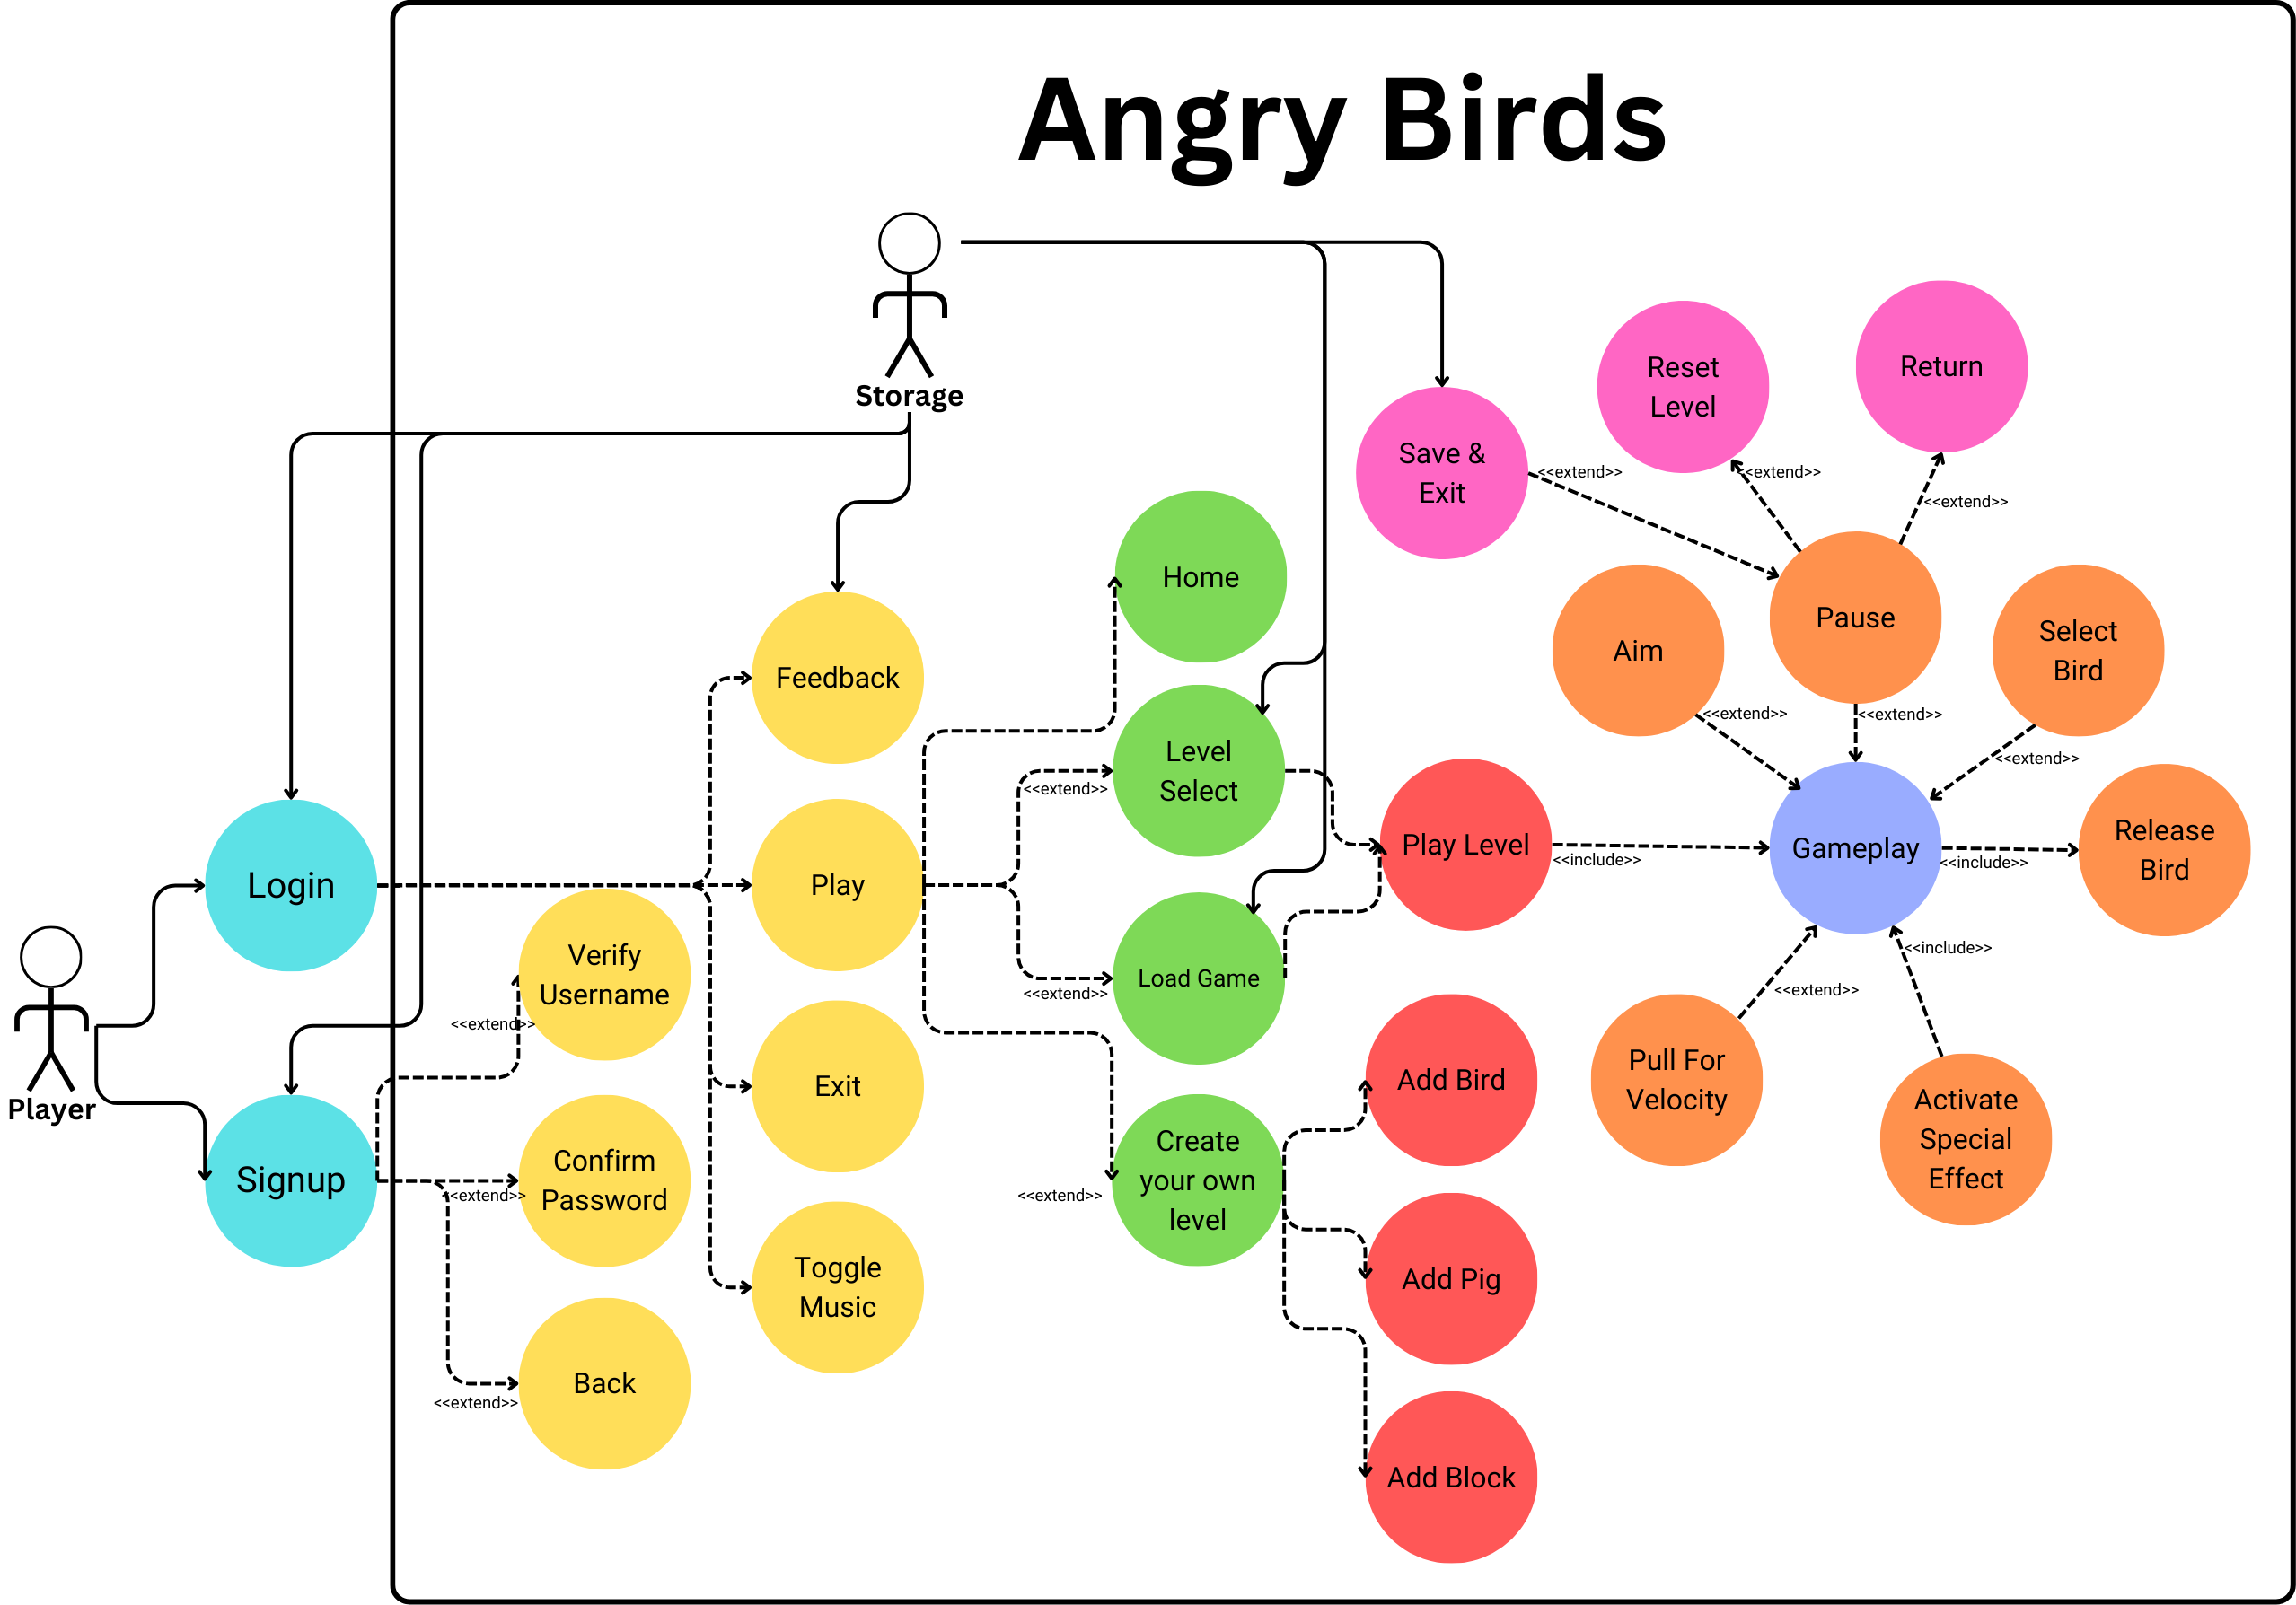 Angry Birds
Storage
Player
Login
Signup
Verify
Username
Confirm
Password
Back
<<extend>>
<<extend>>
<<extend>>
Feedback
Play
Exit
Toggle
Music
Home
Level
Select
Load Game
Create
your own
level
<<extend>>
<<extend>>
<<extend>>
Play Level
Add Bird
Add Pig
Add Block
Save &
Exit
Reset
Level
Return
<<extend>>
<<extend>>
<<extend>>
Aim
Pause
Select
Bird
<<extend>>
<<extend>>
<<extend>>
Gameplay
Release
Bird
<<include>>
<<include>>
<<include>>
<<extend>>
Pull For
Velocity
Activate
Special
Effect